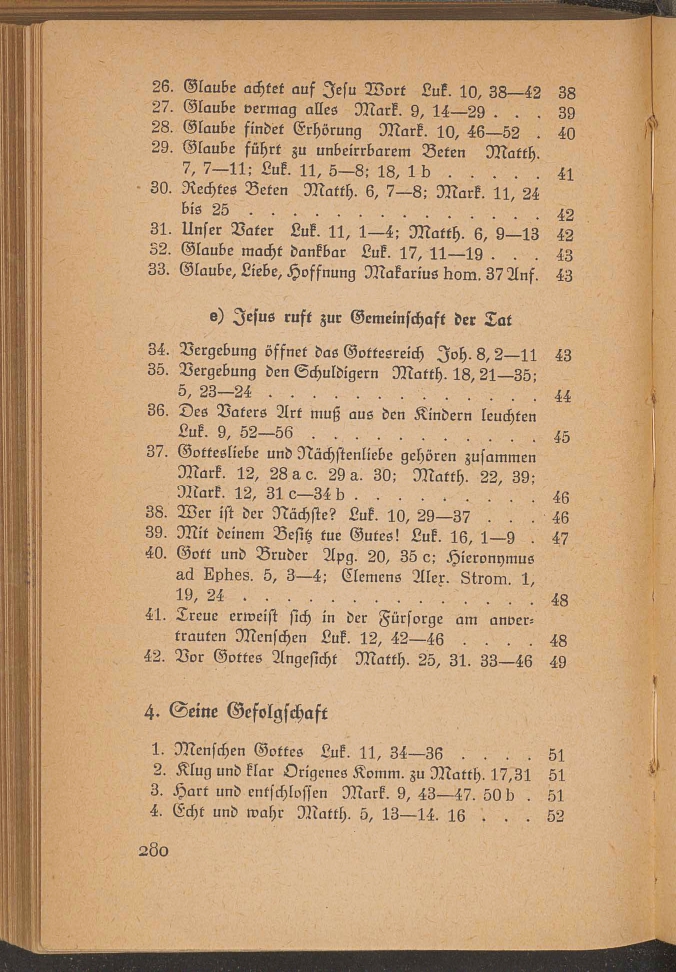 26. Glaube achtet auf Jesu Wort Luk. 10, 38—42 38
27. Glaube vermag alles Mark. 9, 14—29 . . . 39
28. Glaube findet Erhörung Mark. 10, 46—52 . 40
29. Glaube führt zu unbeirrbarem Beten Matth.
7, 7—11; Luk. 11, 5—8; 18, 1 b . . . . . 41
30. Rechtes Beten Matth. 6, 7—8; Mark. 11, 24
bis 25 . . . . . . . . . . . . . . 42
31. Unser Vater Luk. 11, 1—4; Matth. 6, 9—13 42
32. Glaube macht dankbar Luk. 17, 11—19 . . . 43
33. Glaube, Liebe, Hoffnung Makarius hom. 37 Anf. 43
e) Jesus ruft zur Gemeinschaft der Tat
34. Vergebung öffnet das Gottesreich Joh. 8, 2—11 43
35. Vergebung den Schuldigern Matth. 18, 21—35;
5, 23—24 . . . . . . . . . . . . . 44
36. Des Vaters Art muß aus den Kindern leuchten
Luk. 9, 52—56 . . . . . . . . . . . 45
37. Gottesliebe und Nächstenliebe gehören zusammen
Mark. 12, 28 a c. 29 a. 30; Matth. 22, 39;
Mark. 12, 31 c—34 b . . . . . . . . . 46
38. Wer ist der Nächste? Luk. 10, 29—37 . . . 46
39. Mit deinem Besitz tue Gutes! Luk. 16, 1—9 . 47
40. Gott und Bruder Apg. 20, 35 c; Hieronymus
ad Ephes. 5, 3—4; Clemens Alex. Strom. 1,
19, 24 . . . . . . . . . . . . . . 48
41. Treue erweist sich in der Fürsorge am anver-
trauten Menschen Luk. 12, 42—46 . . . . 48
42. Vor Gottes Angesicht Matth. 25, 31. 33—46 49
4. Seine Gefolgschaft
1. Menschen Gottes Luk. 11, 34—36 . . . . 51
2. Klug und klar Origenes Komm. zu Matth. 17, 31 51
3. Hart und entschlossen Mark. 9, 43—47. 50 b . 51
4. Echt und wahr Matth. 5, 13—14. 16 . . . 52
280